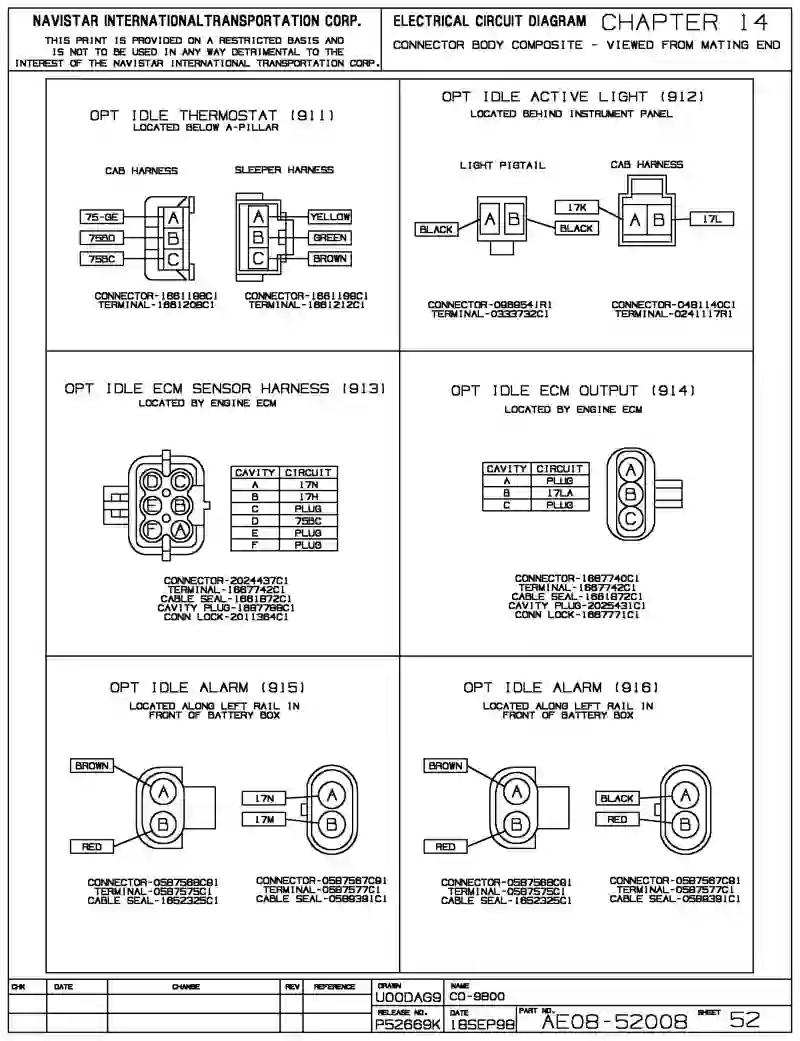 NAVISTAR INTERNATIONAL TRANSPORTATION CORP.
THIS PRINT IS PROVIDED ON A RESTRICTED BASIS AND
IS NOT TO BE USED IN ANY WAY DETRIMENTAL TO THE
INTEREST OF THE NAVISTAR INTERNATIONAL TRANSPORTATION CORP.
ELECTRICAL CIRCUIT DIAGRAM CHAPTER 14
CONNECTOR BODY COMPOSITE - VIEWED FROM MATING END
OPT IDLE THERMOSTAT (911)
LOCATED BELOW A-PILLAR
CAB HARNESS
SLEEPER HARNESS
75-GE A
75BD B
75BC C
A YELLOW
B GREEN
C BROWN
CONNECTOR-1661198C1
TERMINAL-1661208C1
CONNECTOR-1661199C1
TERMINAL-1661212C1
OPT IDLE ACTIVE LIGHT (912)
LOCATED BEHIND INSTRUMENT PANEL
LIGHT PIGTAIL
CAB HARNESS
BLACK A B BLACK
17K A B 17L
CONNECTOR-0989541R1
TERMINAL-0333732C1
CONNECTOR-0491140C1
TERMINAL-0241117R1
OPT IDLE ECM SENSOR HARNESS (913)
LOCATED BY ENGINE ECM
D C
E B
F A
CAVITY CIRCUIT
A 17N
B 17H
C PLUG
D 75BC
E PLUG
F PLUG
CONNECTOR-2024437C1
TERMINAL-1667742C1
CABLE SEAL-1661872C1
CAVITY PLUG-1667788C1
CONN LOCK-2011364C1
OPT IDLE ECM OUTPUT (914)
LOCATED BY ENGINE ECM
CAVITY CIRCUIT
A PLUG
B 17LA
C PLUG
A
B
C
CONNECTOR-1667740C1
TERMINAL-1667742C1
CABLE SEAL-1661872C1
CAVITY PLUG-2025431C1
CONN LOCK-1667771C1
OPT IDLE ALARM (915)
LOCATED ALONG LEFT RAIL IN
FRONT OF BATTERY BOX
BROWN A
RED B
17N A
17M B
CONNECTOR-0587568C91
TERMINAL-0587575C1
CABLE SEAL-1652325C1
CONNECTOR-0587567C91
TERMINAL-0587577C1
CABLE SEAL-0589391C1
OPT IDLE ALARM (916)
LOCATED ALONG LEFT RAIL IN
FRONT OF BATTERY BOX
BROWN A
RED B
BLACK A
RED B
CONNECTOR-0587568C91
TERMINAL-0587575C1
CABLE SEAL-1652325C1
CONNECTOR-0587567C91
TERMINAL-0587577C1
CABLE SEAL-0589391C1
CHK DATE CHANGE REV REFERENCE
DRAWN U00DAG9
NAME CO-9800
RELEASE NO. P52669K
DATE 18SEP98
PART NO. AE08-52008
SHEET 52